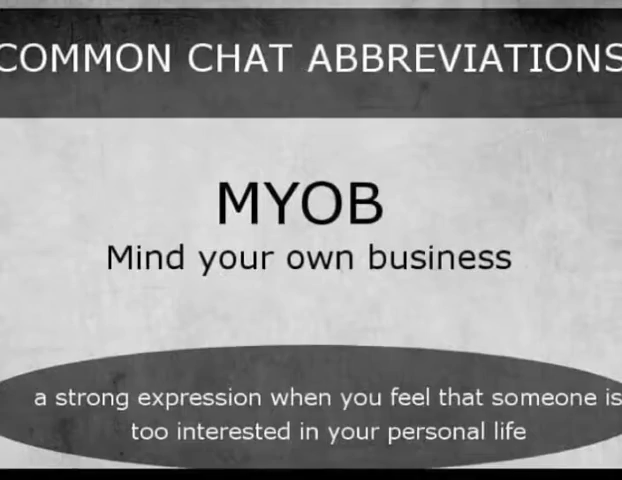 COMMON CHAT ABBREVIATIONS
MYOB
Mind your own business
a strong expression when you feel that someone is
too interested in your personal life